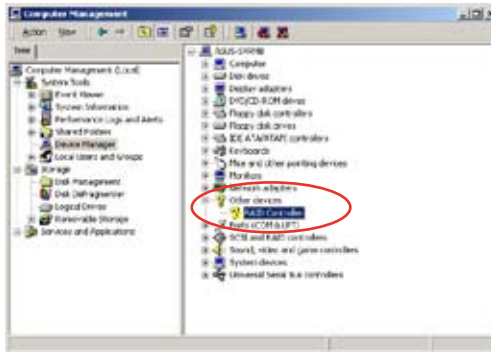 Computer Management
Action View
Tree
Computer Management (Local)
System Tools
Event Viewer
System Information
Performance Logs and Alerts
Shared Folders
Device Manager
Local Users and Groups
Storage
Disk Management
Disk Defragmenter
Logical Drives
Removable Storage
Services and Applications
Computer
Disk drives
Display adapters
DVD/CD-ROM drives
Floppy disk controllers
Floppy disk drives
IDE ATA/ATAPI controllers
Keyboards
Mice and other pointing devices
Monitors
Network adapters
Other devices
RAID Controller
Ports (COM & LPT)
SCSI and RAID controllers
Sound, video and game controllers
System devices
Universal Serial Bus controllers